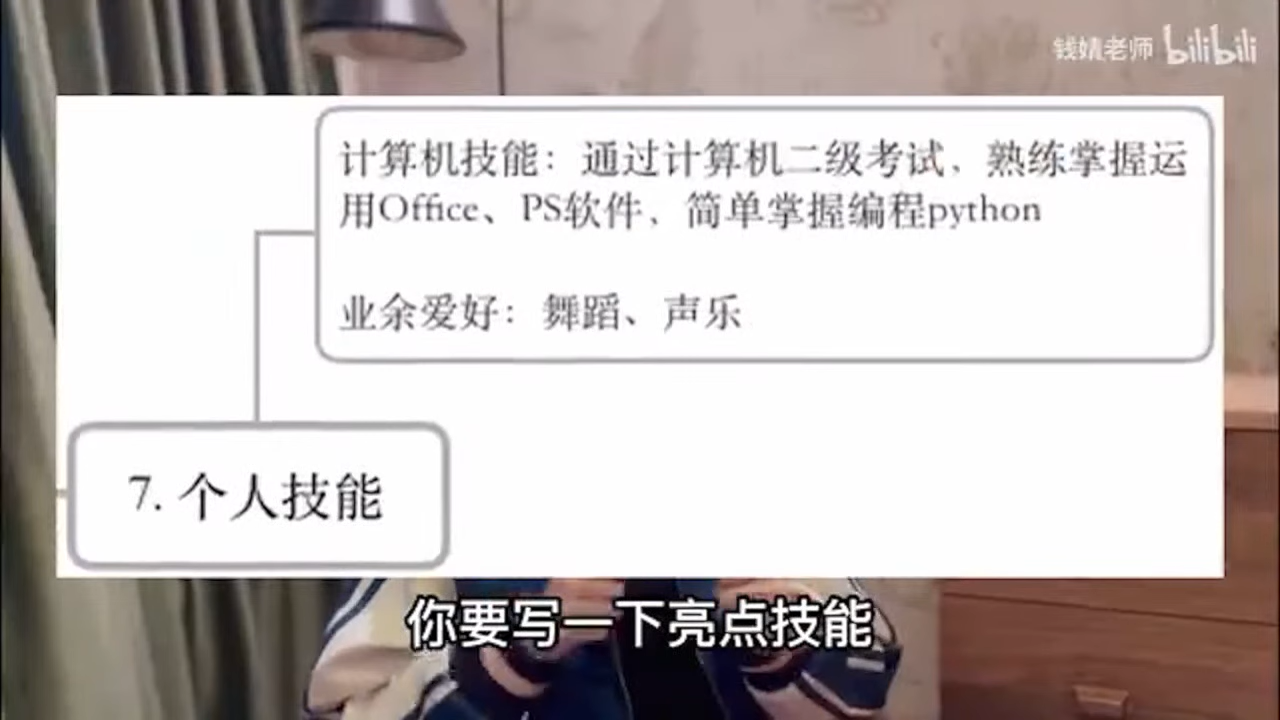 钱婧老师 bilibili
计算机技能：通过计算机二级考试，熟练掌握运
用Office、PS软件，简单掌握编程python
业余爱好：舞蹈、声乐
7. 个人技能
你要写一下亮点技能